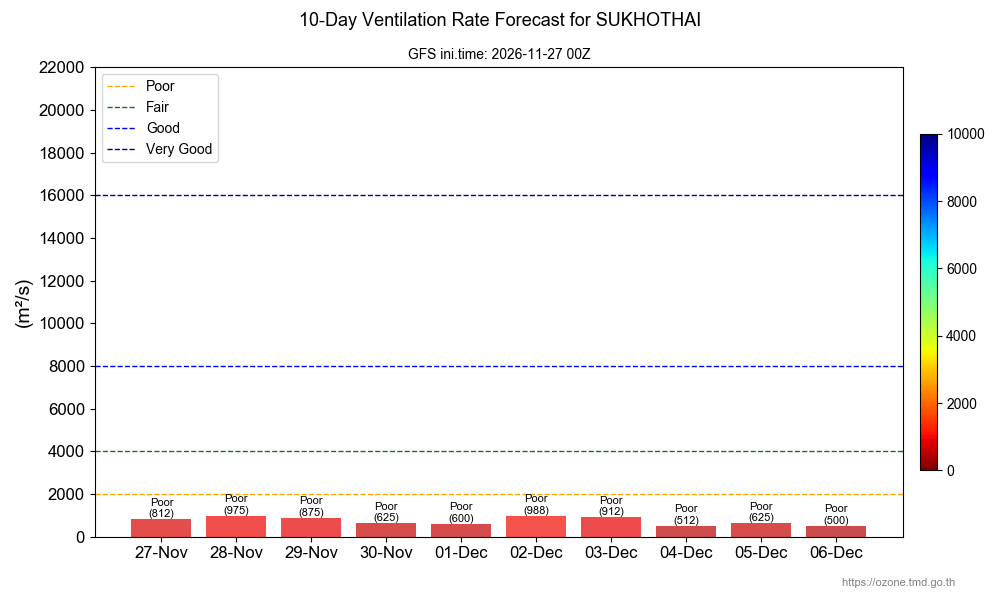 10-Day Ventilation Rate Forecast for SUKHOTHAI
GFS ini.time: 2026-11-27 00Z
(m²/s)
22000
20000
18000
16000
14000
12000
10000
8000
6000
4000
2000
0
Poor
Fair
Good
Very Good
Poor
(812)
Poor
(975)
Poor
(875)
Poor
(625)
Poor
(600)
Poor
(988)
Poor
(912)
Poor
(512)
Poor
(625)
Poor
(500)
27-Nov
28-Nov
29-Nov
30-Nov
01-Dec
02-Dec
03-Dec
04-Dec
05-Dec
06-Dec
10000
8000
6000
4000
2000
0
https://ozone.tmd.go.th